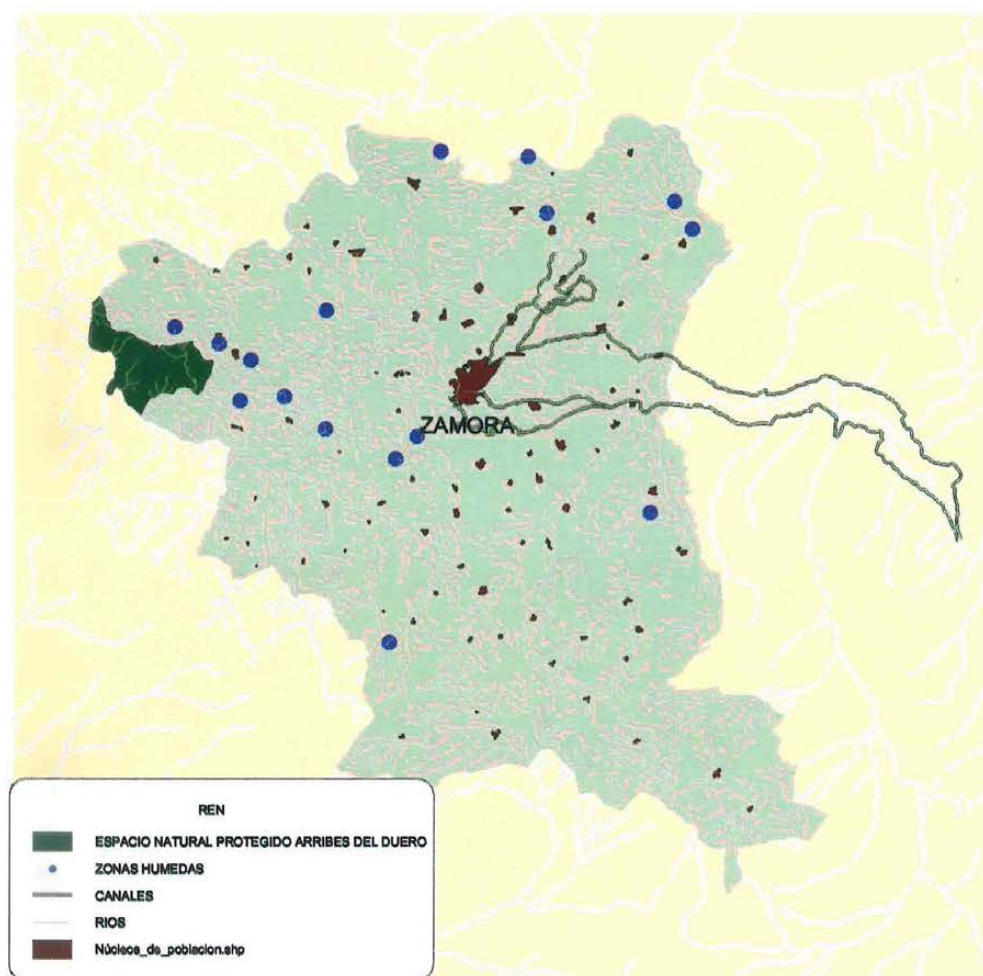 ZAMORA
REN
ESPACIO NATURAL PROTEGIDO ARRIBES DEL DUERO
ZONAS HUMEDAS
CANALES
RIOS
Núcleos_de_poblacion.shp